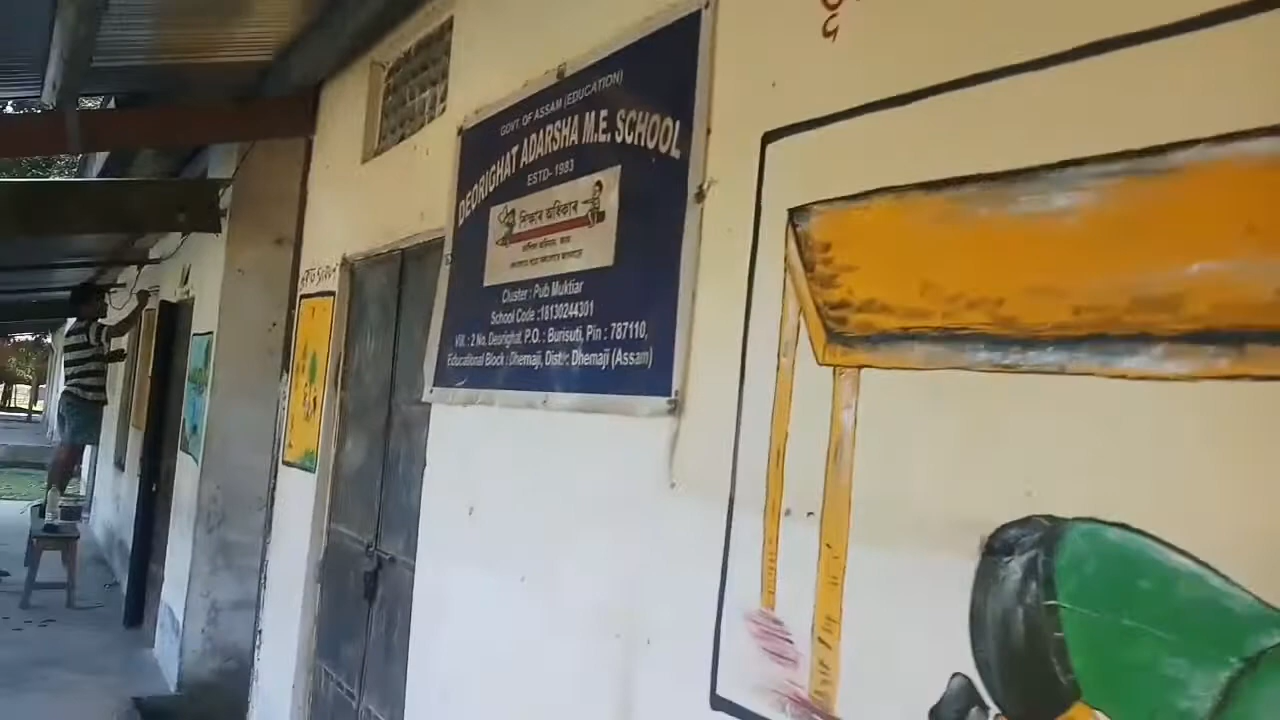 GOVT. OF ASSAM (EDUCATION)
DEORIGHAT ADARSHA M.E. SCHOOL
ESTD- 1983
শিক্ষাৰ অধিকাৰ
Cluster : Pub Muktiar
School Code :18130244301
Vill : 2 No. Deorighat, P.O. : Burisuti, Pin : 787110,
Educational Block : Dhemaji, Dist.: Dhemaji (Assam)